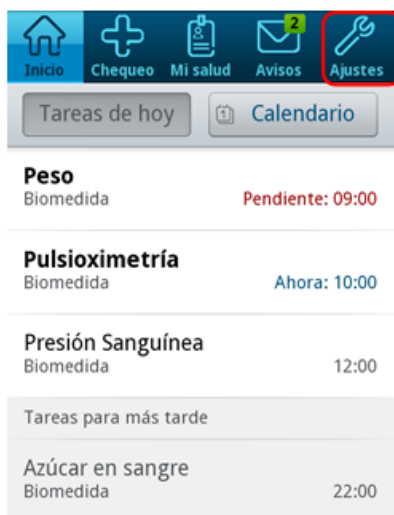 2
Inicio Chequeo Mi salud Avisos Ajustes
Tareas de hoy 1 Calendario
Peso
Biomedida Pendiente: 09:00
Pulsioximetría
Biomedida Ahora: 10:00
Presión Sanguínea
Biomedida 12:00
Tareas para más tarde
Azúcar en sangre
Biomedida 22:00